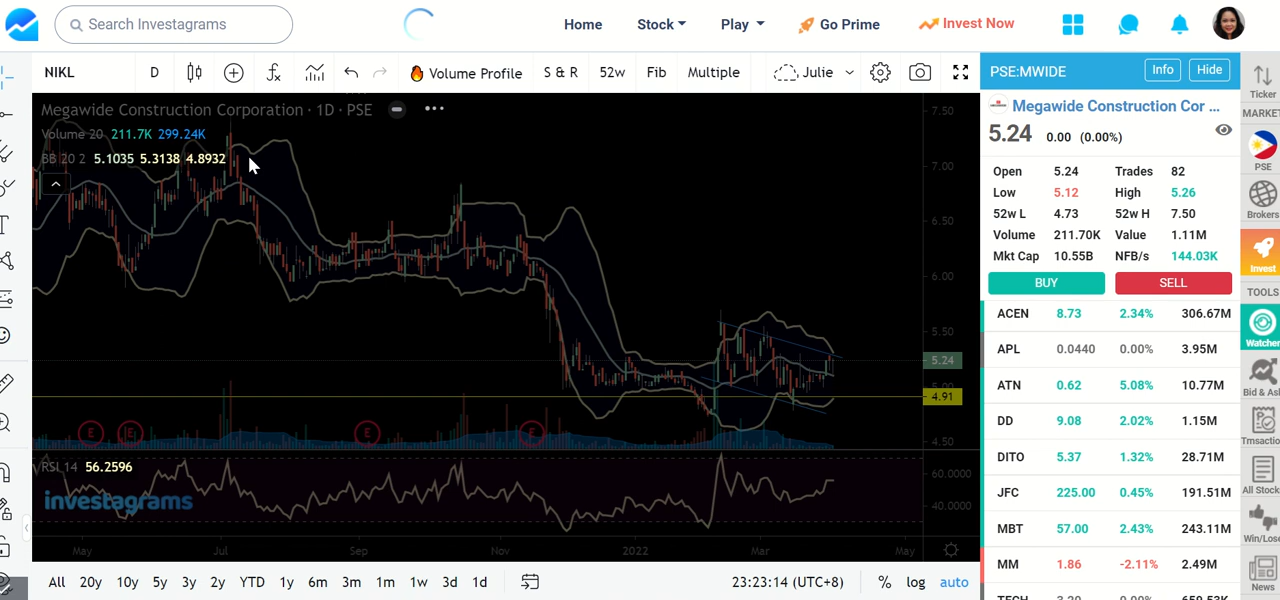 Search Investagrams
Home
Stock
Play
Go Prime
Invest Now
NIKL
D
Volume Profile
S & R
52w
Fib
Multiple
Julie
Megawide Construction Corporation · 1D · PSE
Volume 20 211.7K 299.24K
BB 20 2 5.1035 5.3138 4.8932
7.50
7.00
6.50
6.00
5.50
5.24
5.00
4.91
4.50
E
E
E
E
RSI 14 56.2596
60.0000
40.0000
investagrams
May
Jul
Sep
Nov
2022
Mar
May
All 20y 10y 5y 3y 2y YTD 1y 6m 3m 1m 1w 3d 1d
23:23:14 (UTC+8)
% log auto
PSE:MWIDE
Info
Hide
Megawide Construction Cor ...
5.24 0.00 (0.00%)
Open 5.24 Trades 82
Low 5.12 High 5.26
52w L 4.73 52w H 7.50
Volume 211.70K Value 1.11M
Mkt Cap 10.55B NFB/s 144.03K
BUY
SELL
ACEN 8.73 2.34% 306.67M
APL 0.0440 0.00% 3.95M
ATN 0.62 5.08% 10.77M
DD 9.08 2.02% 1.15M
DITO 5.37 1.32% 28.71M
JFC 225.00 0.45% 191.51M
MBT 57.00 2.43% 243.11M
MM 1.86 -2.11% 2.49M
Ticker
MARKET
PSE
Brokers
Invest
TOOLS
Watcher
Bid & Ask
All Stock
Win/Lose
News